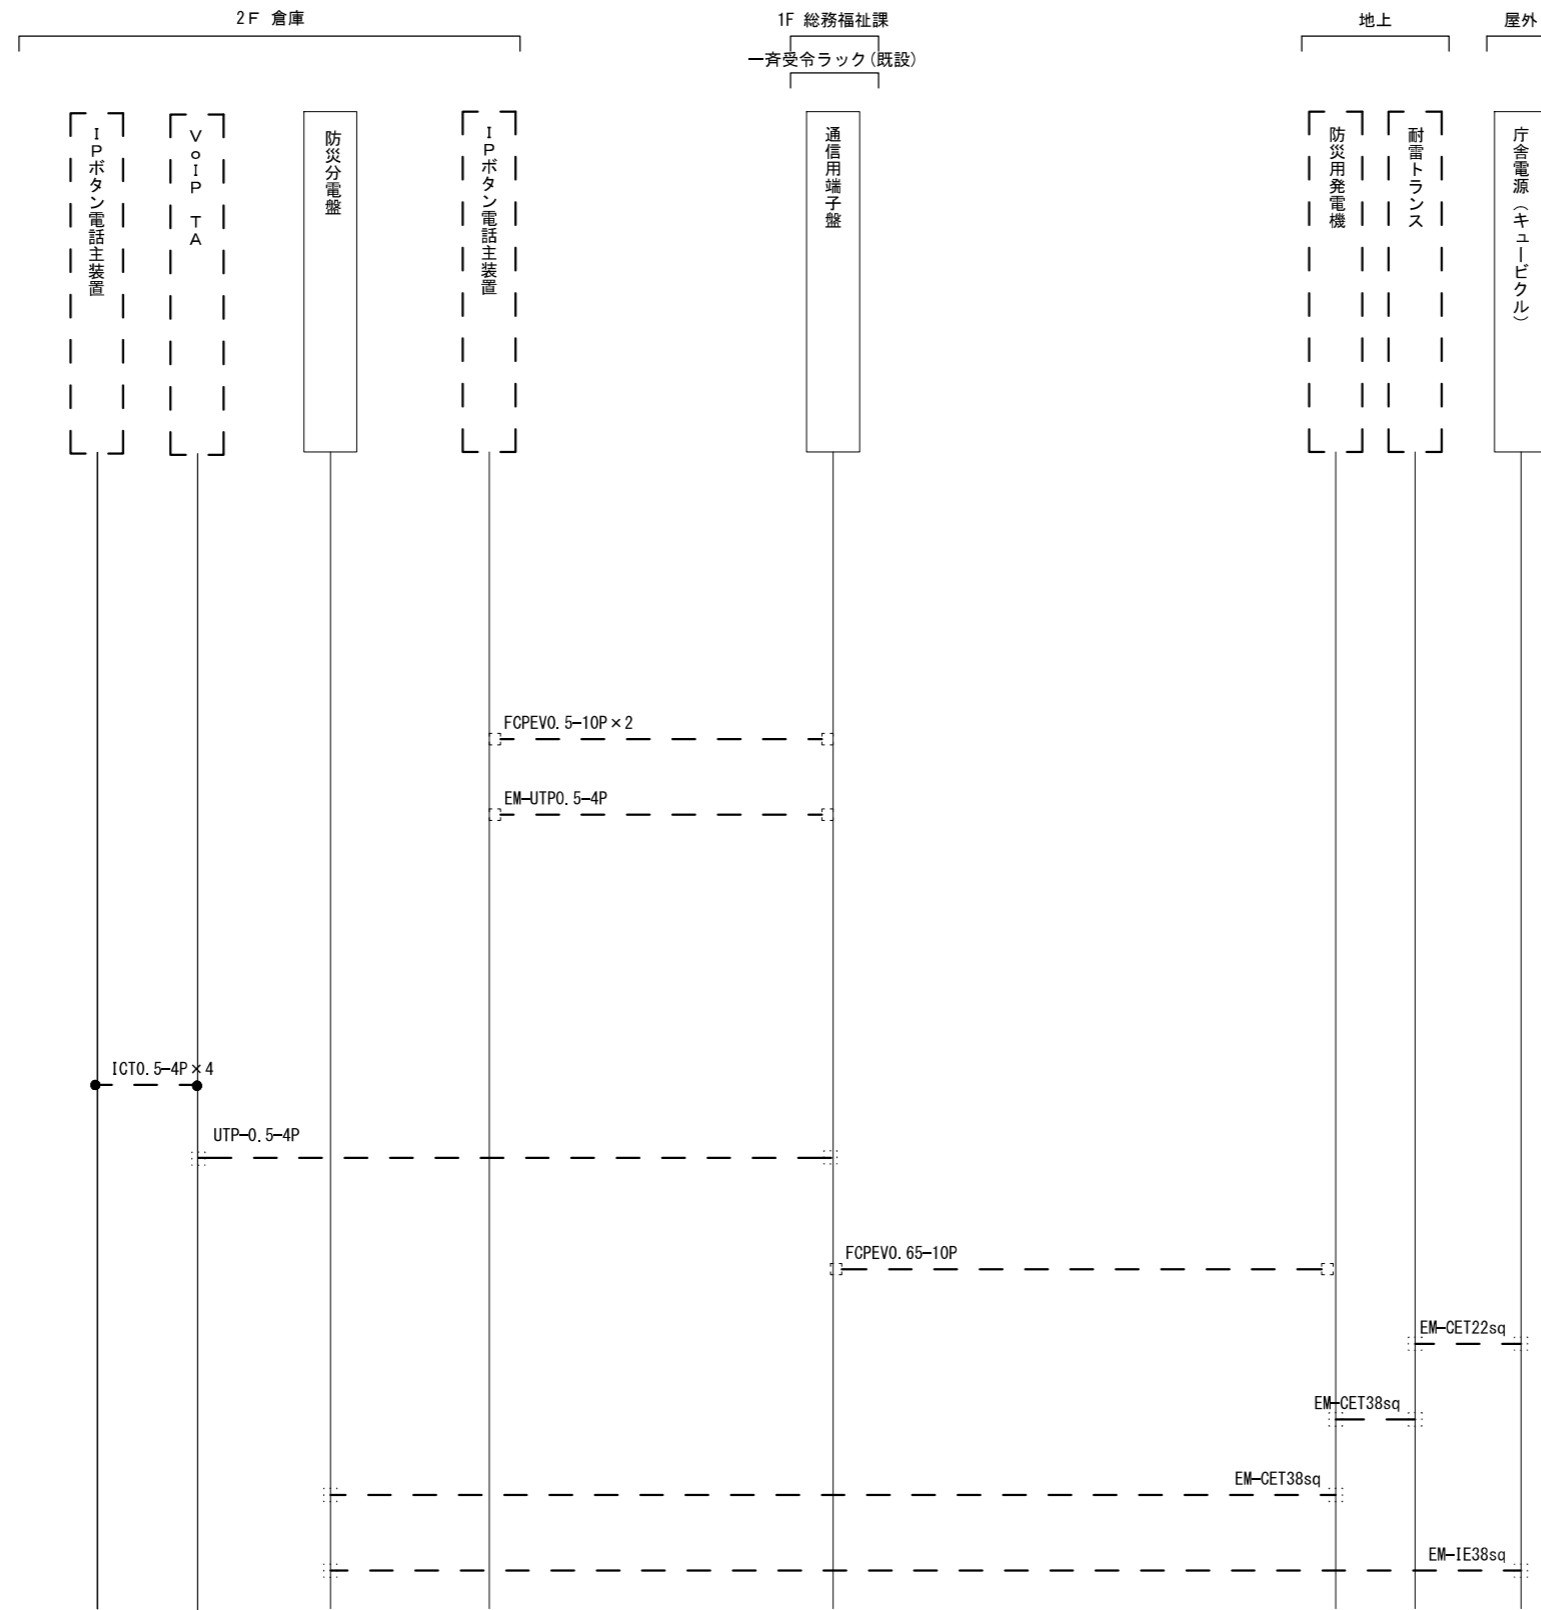 2F 倉庫
1F 総務福祉課
地上
屋外
一斉受令ラック(既設)
IPボタン電話主装置
VoIP TA
防災分電盤
IPボタン電話主装置
通信用端子盤
防災用発電機
耐雷トランス
庁舎電源(キュービクル)
FCPEV0.5-10P×2
EM-UTP0.5-4P
ICT0.5-4P×4
UTP-0.5-4P
FCPEV0.65-10P
EM-CET22sq
EM-CET38sq
EM-CET38sq
EM-IE38sq